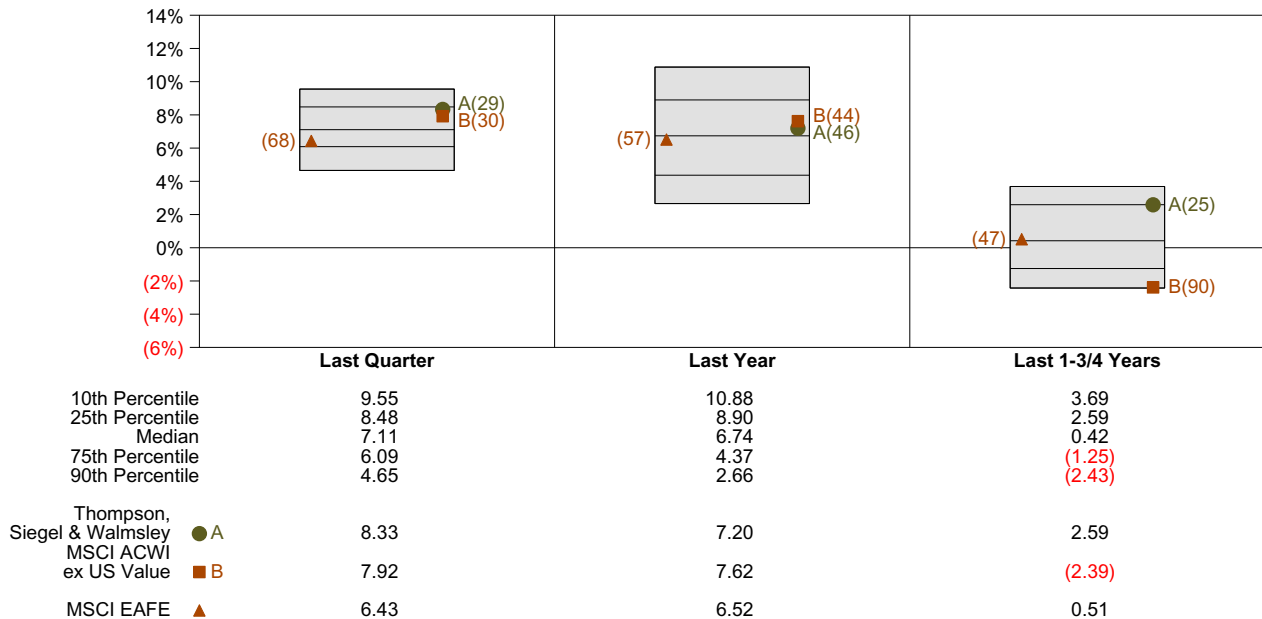 14%
12%
10%
8%
6%
4%
2%
0%
(2%)
(4%)
(6%)
(68)
A(29)
B(30)
(57)
B(44)
A(46)
(47)
A(25)
B(90)
Last Quarter Last Year Last 1-3/4 Years
10th Percentile 9.55 10.88 3.69
25th Percentile 8.48 8.90 2.59
Median 7.11 6.74 0.42
75th Percentile 6.09 4.37 (1.25)
90th Percentile 4.65 2.66 (2.43)
Thompson,
Siegel & Walmsley A 8.33 7.20 2.59
MSCI ACWI
ex US Value B 7.92 7.62 (2.39)
MSCI EAFE 6.43 6.52 0.51